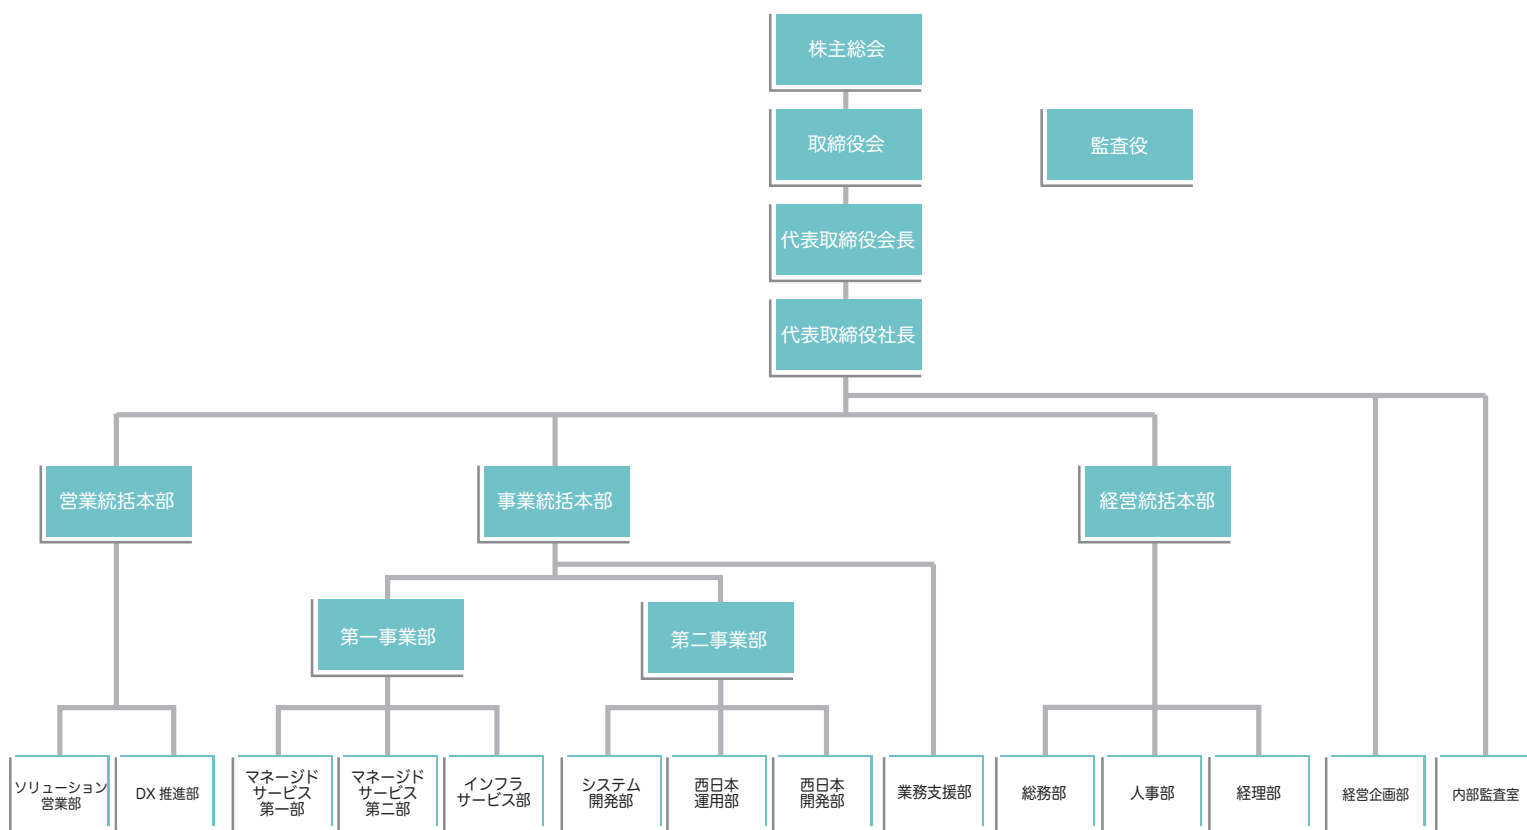 株主総会
取締役会
監査役
代表取締役会長
代表取締役社長
営業統括本部
事業統括本部
経営統括本部
第一事業部
第二事業部
ソリューション
営業部
DX 推進部
マネージド
サービス
第一部
マネージド
サービス
第二部
インフラ
サービス部
システム
開発部
西日本
運用部
西日本
開発部
業務支援部
総務部
人事部
経理部
経営企画部
内部監査室